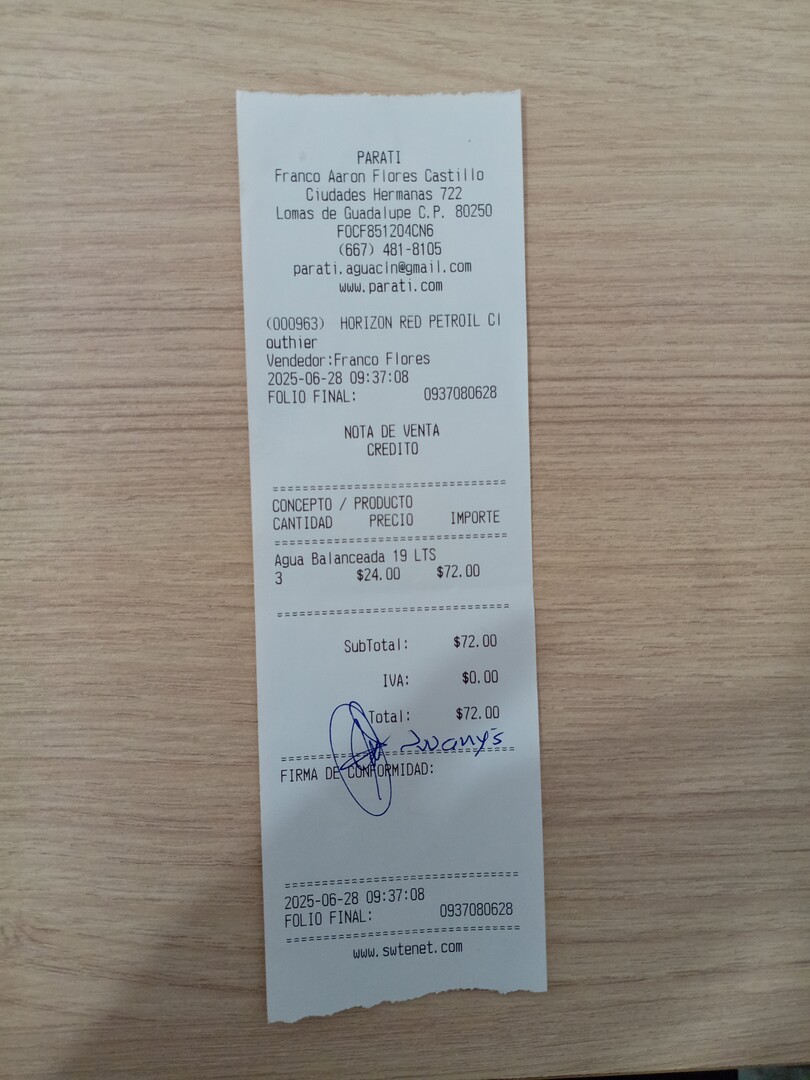 PARATI
Franco Aaron Flores Castillo
Ciudades Hermanas 722
Lomas de Guadalupe C.P. 80250
FOCF851204CN6
(667) 481-8105
parati.aguacln@gmail.com
www.parati.com
(000963) HORIZON RED PETROIL Cl
outhier
Vendedor:Franco Flores
2025-06-28 09:37:08
FOLIO FINAL: 0937080628
NOTA DE VENTA
CREDITO
CONCEPTO / PRODUCTO
CANTIDAD PRECIO IMPORTE
Agua Balanceada 19 LTS
3 $24.00 $72.00
SubTotal: $72.00
IVA: $0.00
Total: $72.00
FIRMA DE CONFORMIDAD:
2025-06-28 09:37:08
FOLIO FINAL: 0937080628
www.swtenet.com